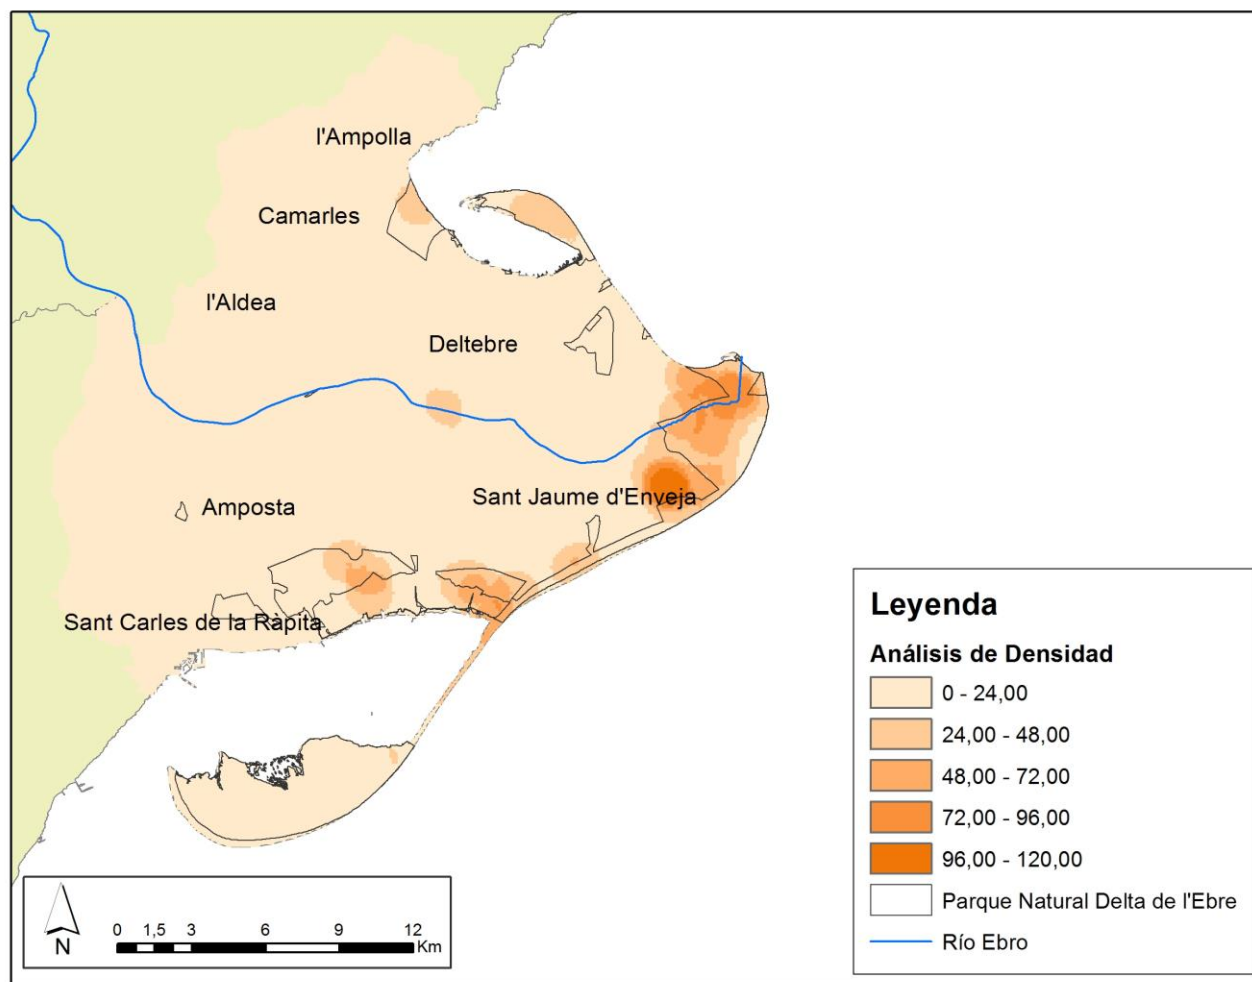 l'Ampolla
Camarles
l'Aldea
Deltebre
Sant Jaume d'Enveja
Amposta
Sant Carles de la Ràpita
Leyenda
Análisis de Densidad
0 - 24,00
24,00 - 48,00
48,00 - 72,00
72,00 - 96,00
96,00 - 120,00
Parque Natural Delta de l'Ebre
Río Ebro
N
0 1,5 3 6 9 12
Km